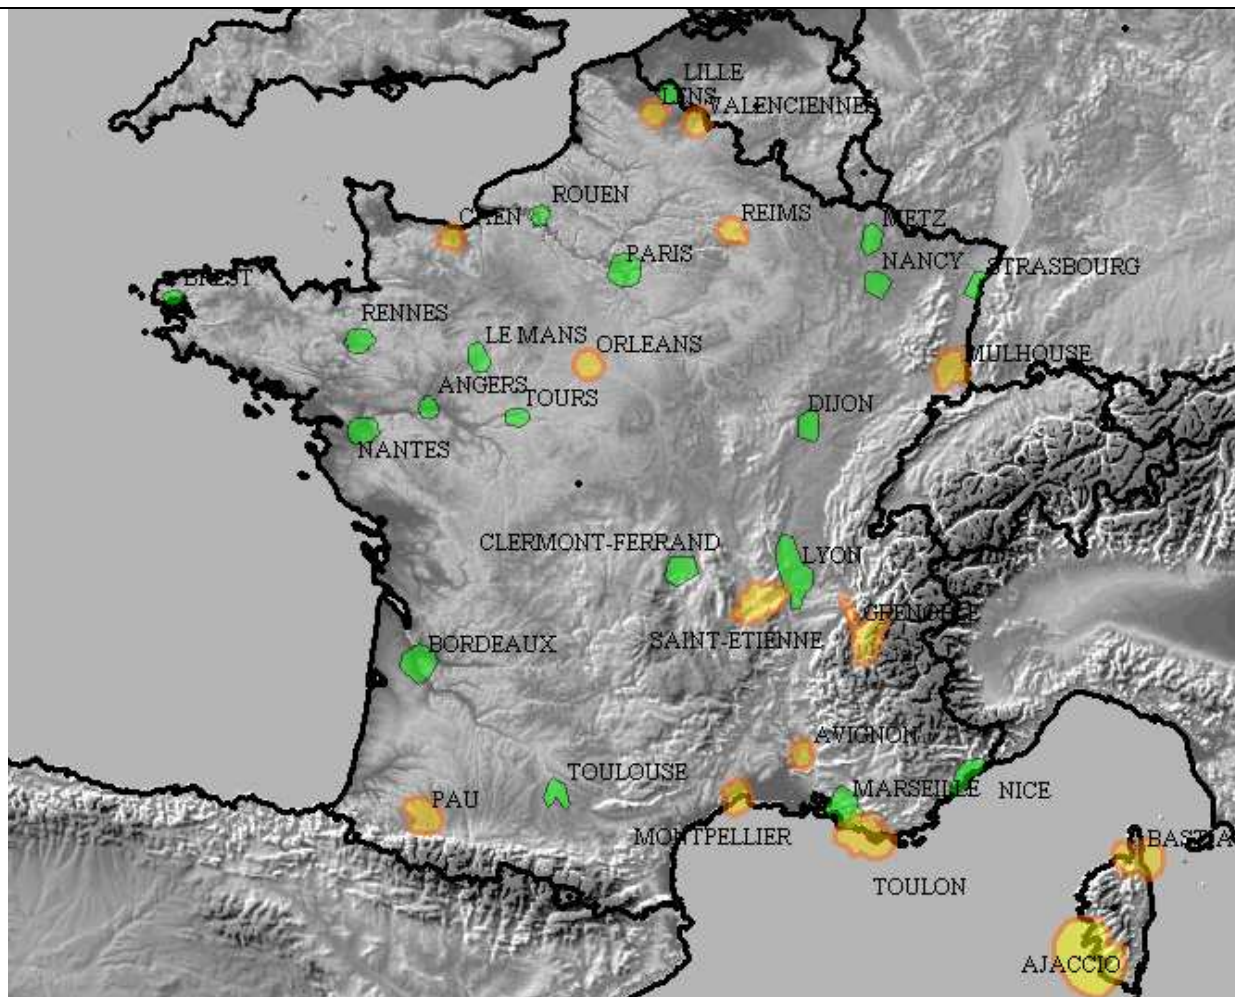 LILLE
LENS
VALENCIENNES
ROUEN
CAEN
REIMS
METZ
PARIS
NANCY
STRASBOURG
BREST
RENNES
LE MANS
ORLEANS
MULHOUSE
ANGERS
TOURS
DIJON
NANTES
CLERMONT-FERRAND
LYON
GRENOBLE
SAINT-ETIENNE
BORDEAUX
AVIGNON
TOULOUSE
MARSEILLE
NICE
PAU
MONTPELLIER
BASTIA
TOULON
AJACCIO